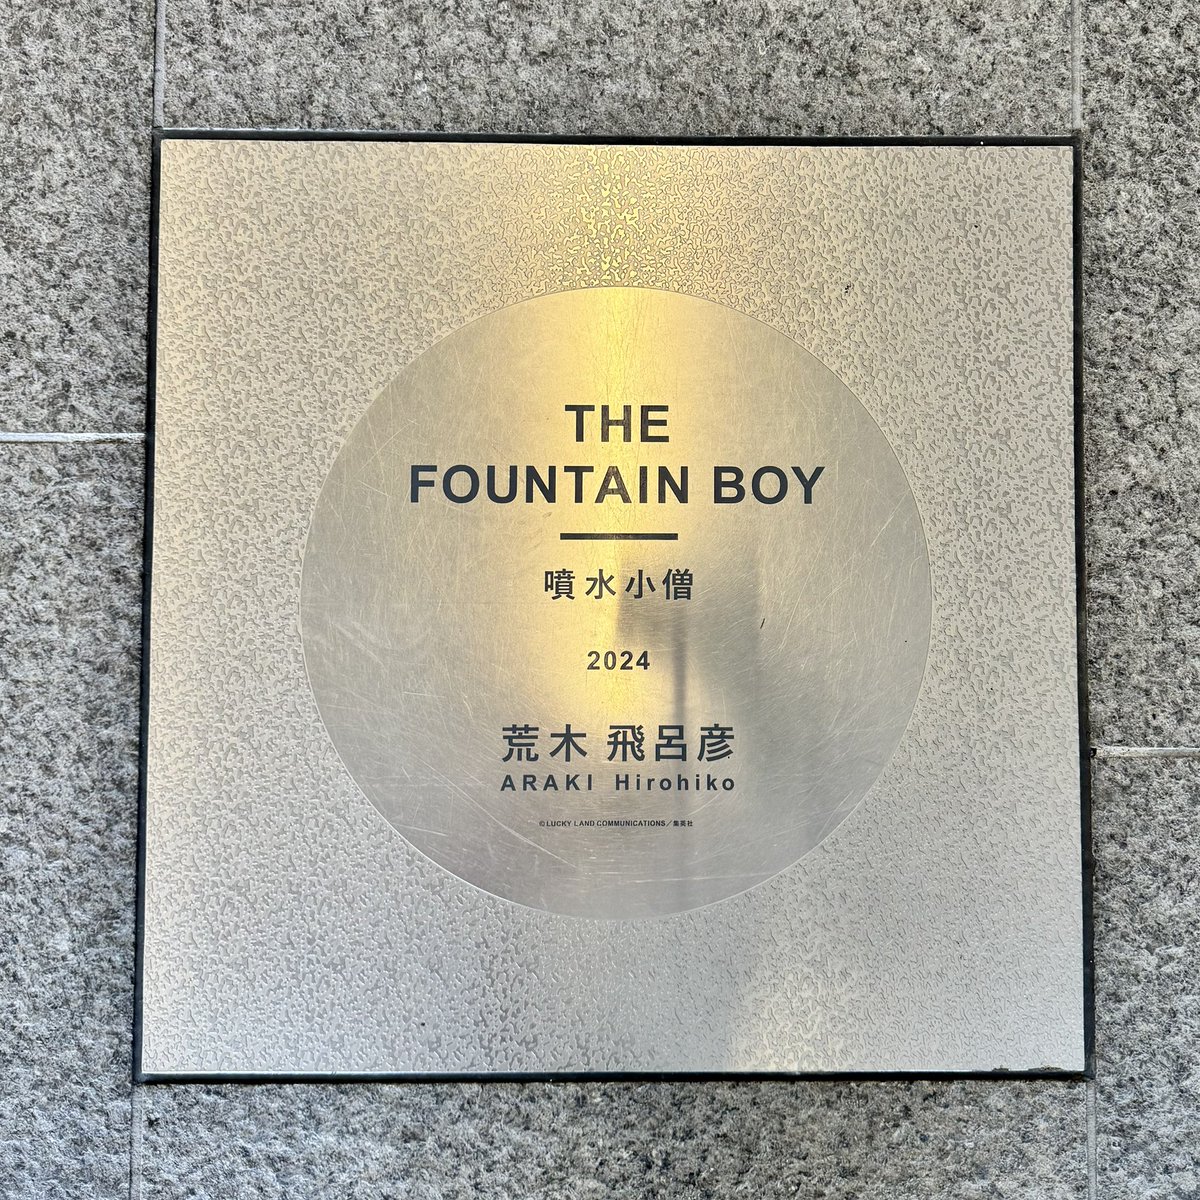 THE
FOUNTAIN BOY
噴水小僧
2024
荒木 飛呂彦
ARAKI Hirohiko
©LUCKY LAND COMMUNICATIONS／集英社